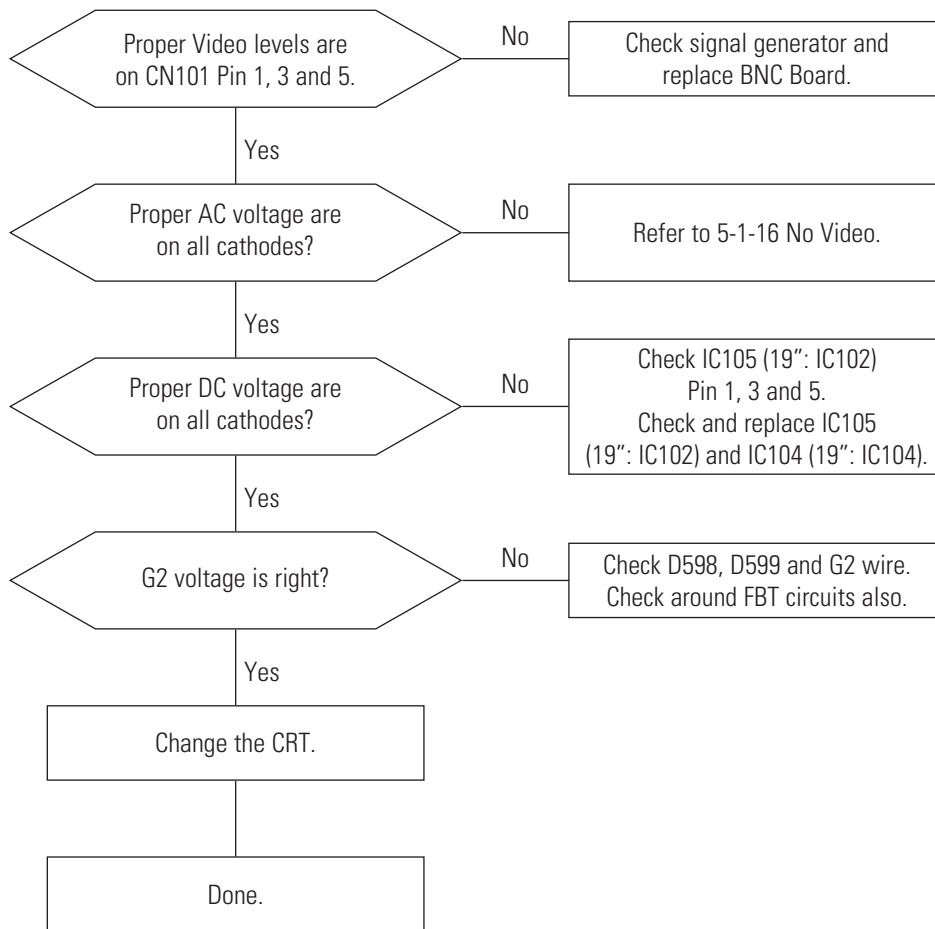 Proper Video levels are
on CN101 Pin 1, 3 and 5.
No
Check signal generator and
replace BNC Board.
Yes
Proper AC voltage are
on all cathodes?
No
Refer to 5-1-16 No Video.
Yes
Proper DC voltage are
on all cathodes?
No
Check IC105 (19”: IC102)
Pin 1, 3 and 5.
Check and replace IC105
(19”: IC102) and IC104 (19”: IC104).
Yes
G2 voltage is right?
No
Check D598, D599 and G2 wire.
Check around FBT circuits also.
Yes
Change the CRT.
Done.